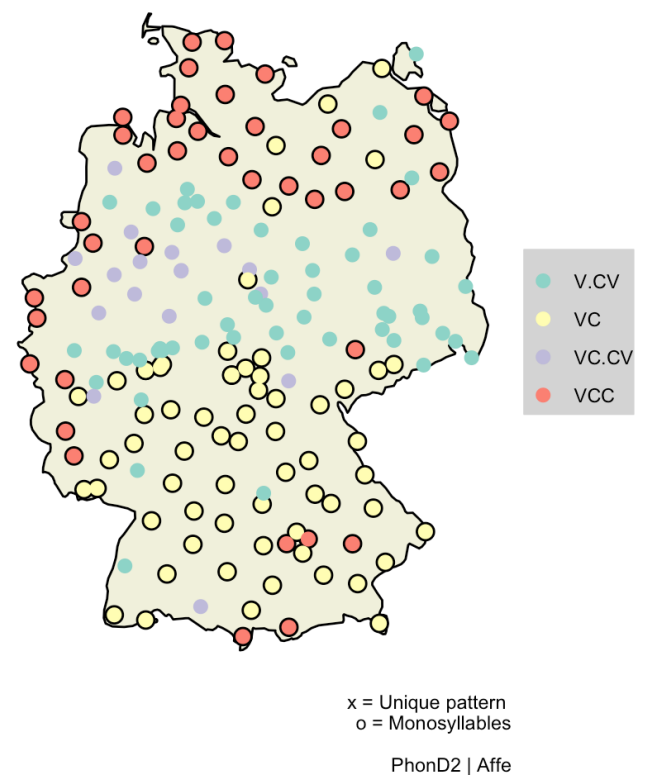 V.CV
VC
VC.CV
VCC
x = Unique pattern
o = Monosyllables
PhonD2 | Affe